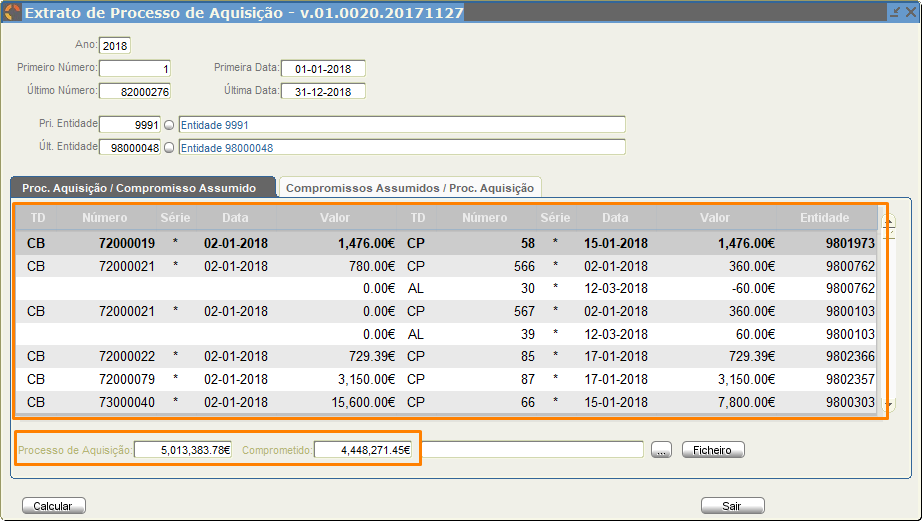 Extrato de Processo de Aquisição - v.01.0020.20171127
Ano: 2018
Primeiro Número: 1 Primeira Data: 01-01-2018
Último Número: 82000276 Última Data: 31-12-2018
Pri. Entidade 9991 Entidade 9991
Últ. Entidade 98000048 Entidade 98000048
Proc. Aquisição / Compromisso Assumido Compromissos Assumidos / Proc. Aquisição
TD Número Série Data Valor TD Número Série Data Valor Entidade
CB 72000019 * 02-01-2018 1,476.00€ CP 58 * 15-01-2018 1,476.00€ 9801973
CB 72000021 * 02-01-2018 780.00€ CP 566 * 02-01-2018 360.00€ 9800762
0.00€ AL 30 * 12-03-2018 -60.00€ 9800762
CB 72000021 * 02-01-2018 0.00€ CP 567 * 02-01-2018 360.00€ 9800103
0.00€ AL 39 * 12-03-2018 60.00€ 9800103
CB 72000022 * 02-01-2018 729.39€ CP 85 * 17-01-2018 729.39€ 9802366
CB 72000079 * 02-01-2018 3,150.00€ CP 87 * 17-01-2018 3,150.00€ 9802357
CB 73000040 * 02-01-2018 15,600.00€ CP 66 * 15-01-2018 7,800.00€ 9800303
Processo de Aquisição: 5,013,383.78€ Comprometido: 4,448,271.45€ ... Ficheiro
Calcular Sair